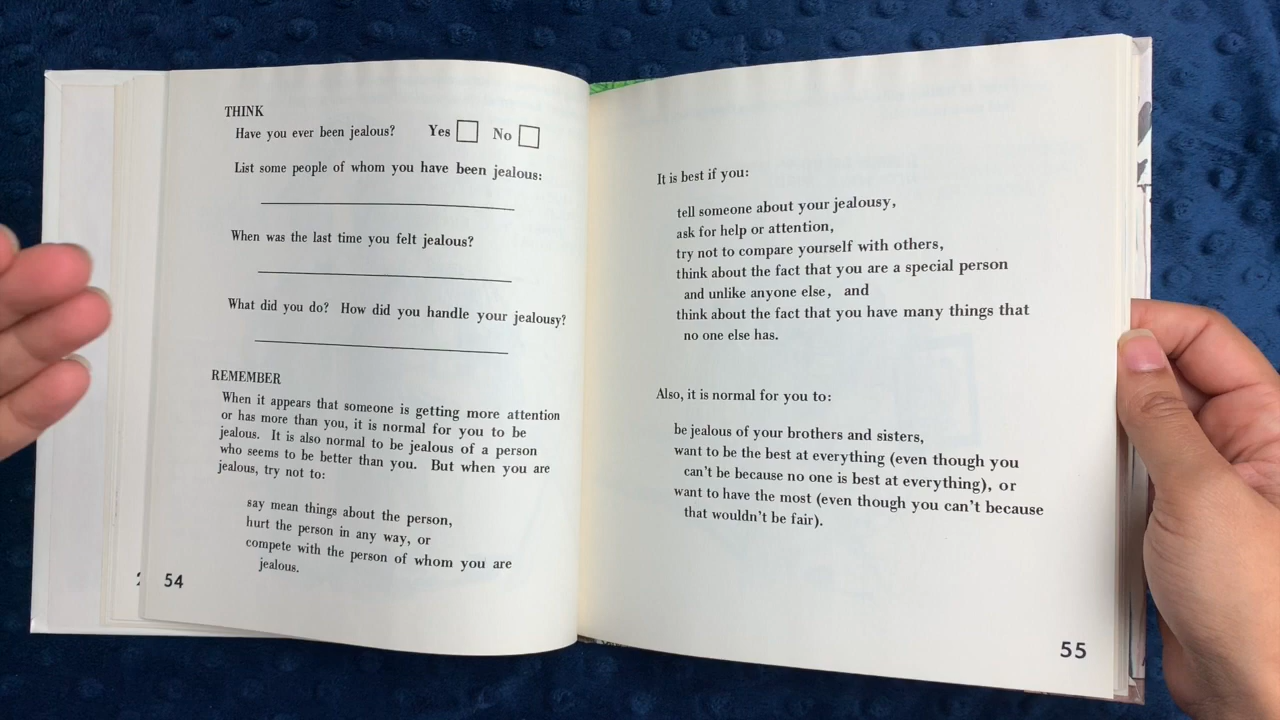 THINK
Have you ever been jealous? Yes No
List some people of whom you have been jealous:
When was the last time you felt jealous?
What did you do? How did you handle your jealousy?
REMEMBER
When it appears that someone is getting more attention
or has more than you, it is normal for you to be
jealous. It is also normal to be jealous of a person
who seems to be better than you. But when you are
jealous, try not to:
say mean things about the person,
hurt the person in any way, or
compete with the person of whom you are
jealous.
54
It is best if you:
tell someone about your jealousy,
ask for help or attention,
try not to compare yourself with others,
think about the fact that you are a special person
and unlike anyone else, and
think about the fact that you have many things that
no one else has.
Also, it is normal for you to:
be jealous of your brothers and sisters,
want to be the best at everything (even though you
can't be because no one is best at everything), or
want to have the most (even though you can't because
that wouldn't be fair).
55